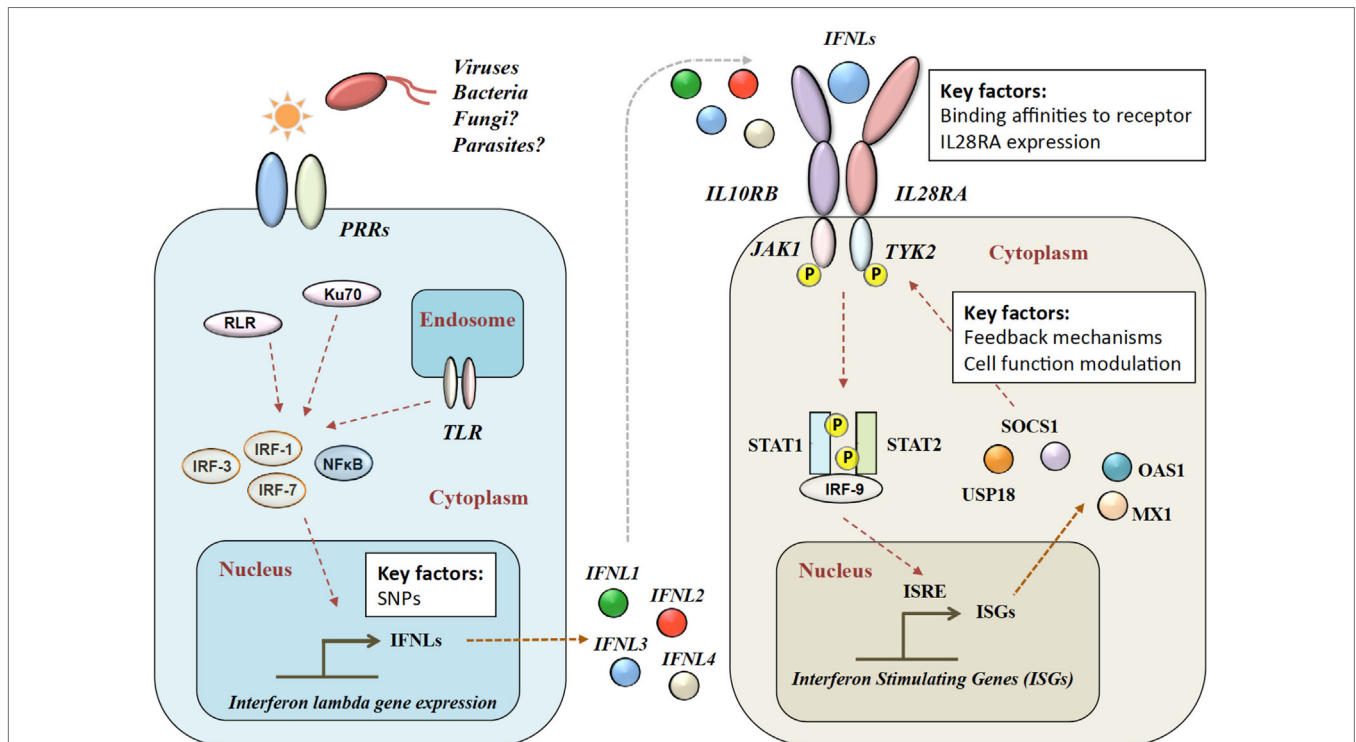 Viruses
Bacteria
Fungi?
Parasites?
PRRs
Ku70
RLR
Endosome
TLR
IRF-1
IRF-3
NFκB
IRF-7
Cytoplasm
Nucleus
Key factors:
SNPs
IFNLs
Interferon lambda gene expression
IFNL1
IFNL2
IFNL3
IFNL4
IFNLs
Key factors:
Binding affinities to receptor
IL28RA expression
IL10RB
IL28RA
JAK1
TYK2
Cytoplasm
P
P
Key factors:
Feedback mechanisms
Cell function modulation
STAT1
P
P
STAT2
IRF-9
SOCS1
USP18
OAS1
MX1
Nucleus
ISRE
ISGs
Interferon Stimulating Genes (ISGs)